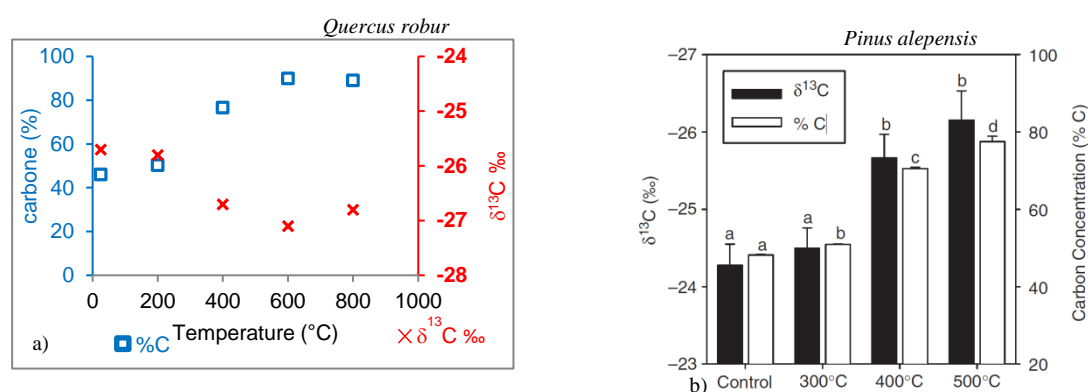 Quercus robur
100
80
60
40
20
0
carbone (%)
-24
-25
-26
-27
-28
δ13C ‰
0 200 400 600 800 1000
Temperature (°C)
a)
%C
δ13C ‰
Pinus alepensis
–27
–26
–25
–24
–23
δ13C (‰)
δ13C
% C
a a
a b
b c
b d
100
80
60
40
20
Carbon Concentration (% C)
b) Control 300°C 400°C 500°C